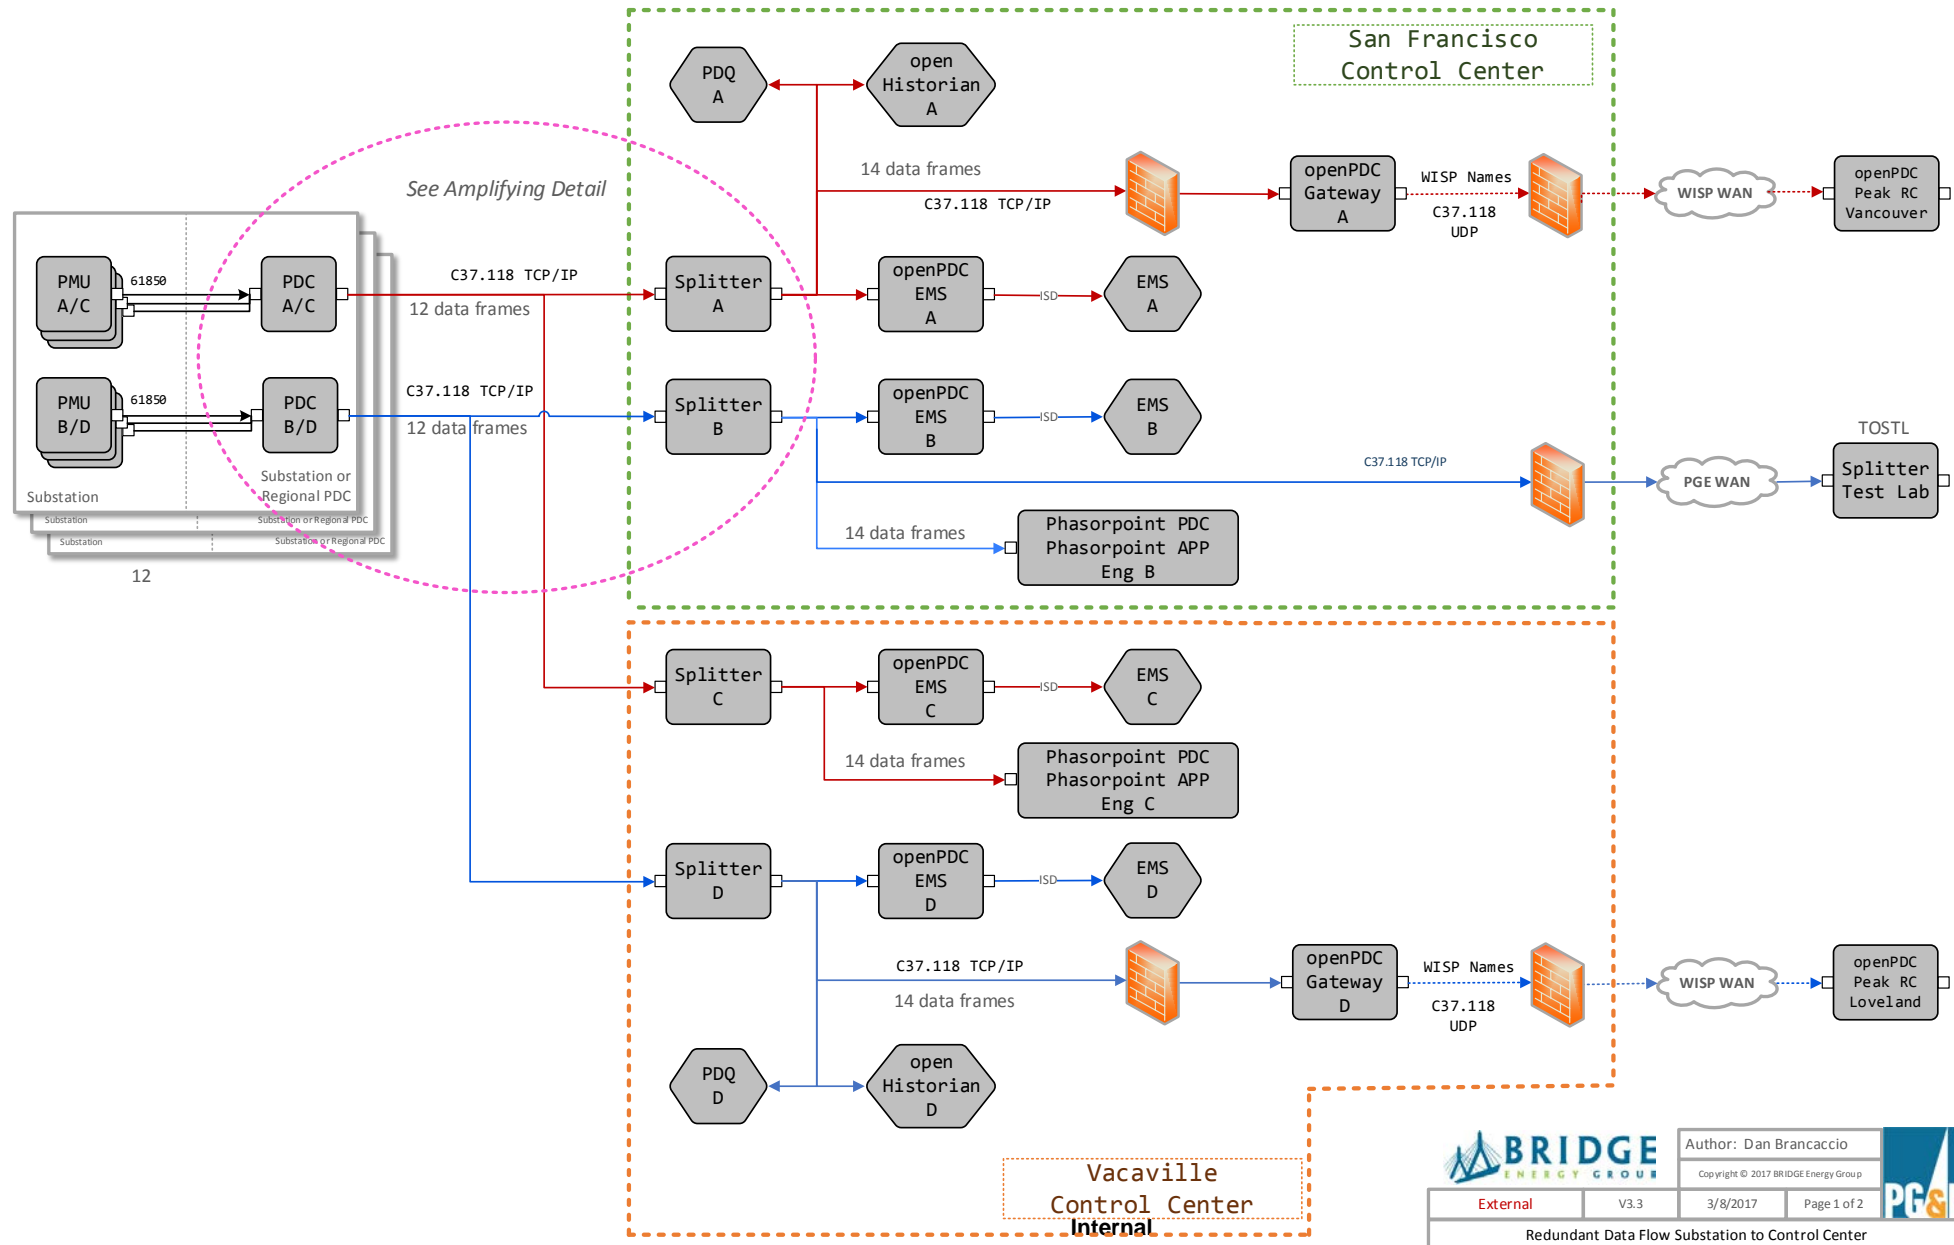 San Francisco
Control Center
PDQ
A
open
Historian
A
See Amplifying Detail
14 data frames
C37.118 TCP/IP
openPDC
Gateway
A
WISP Names
C37.118
UDP
WISP WAN
openPDC
Peak RC
Vancouver
PMU
A/C
61850
PDC
A/C
C37.118 TCP/IP
12 data frames
Splitter
A
openPDC
EMS
A
ISD
EMS
A
PMU
B/D
61850
PDC
B/D
C37.118 TCP/IP
12 data frames
Splitter
B
openPDC
EMS
B
ISD
EMS
B
C37.118 TCP/IP
PGE WAN
TOSTL
Splitter
Test Lab
Substation
Substation or
Regional PDC
Substation
Substation or Regional PDC
Substation
Substation or Regional PDC
12
14 data frames
Phasorpoint PDC
Phasorpoint APP
Eng B
Splitter
C
openPDC
EMS
C
ISD
EMS
C
14 data frames
Phasorpoint PDC
Phasorpoint APP
Eng C
Splitter
D
openPDC
EMS
D
ISD
EMS
D
C37.118 TCP/IP
14 data frames
openPDC
Gateway
D
WISP Names
C37.118
UDP
WISP WAN
openPDC
Peak RC
Loveland
PDQ
D
open
Historian
D
Vacaville
Control Center
Internal
BRIDGE
ENERGY GROUP
Author: Dan Brancaccio
Copyright © 2017 BRIDGE Energy Group
External
V3.3
3/8/2017
Page 1 of 2
PG&
Redundant Data Flow Substation to Control Center